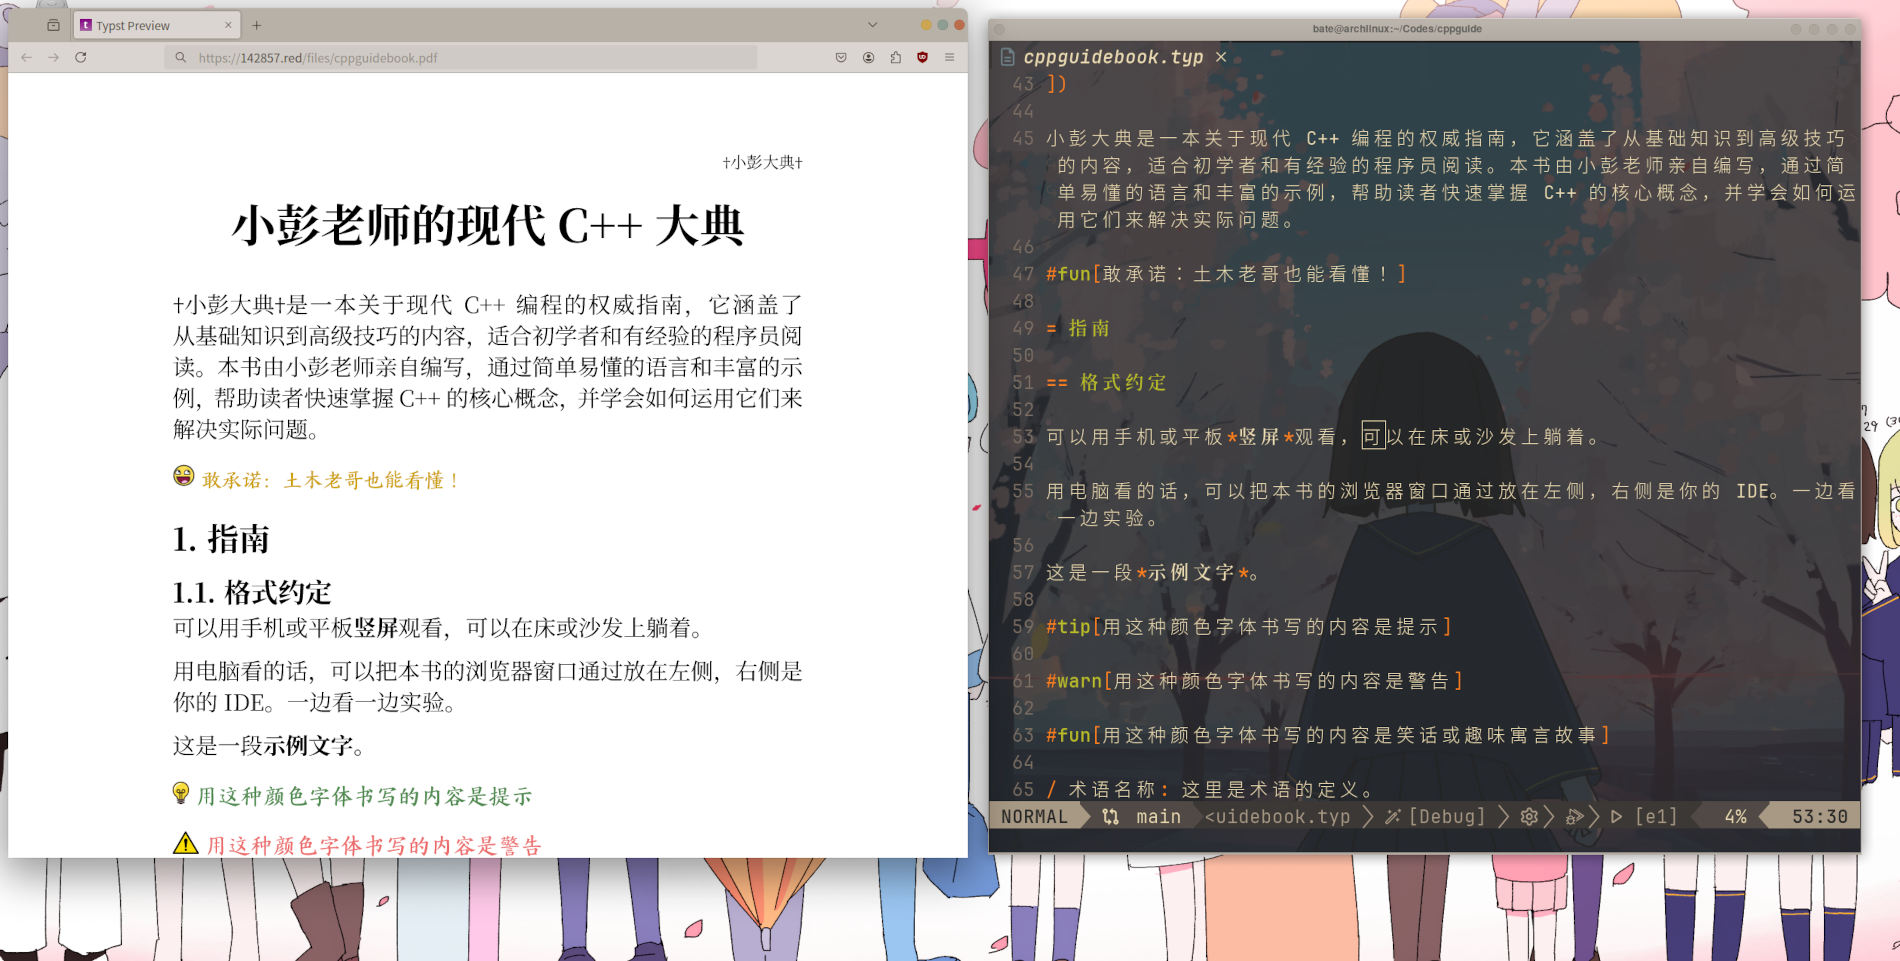 Typst Preview
https://142857.red/files/cppguidebook.pdf
†小彭大典†
小彭老师的现代 C++ 大典
†小彭大典†是一本关于现代 C++ 编程的权威指南，它涵盖了
从基础知识到高级技巧的内容，适合初学者和有经验的程序员阅
读。本书由小彭老师亲自编写，通过简单易懂的语言和丰富的示
例，帮助读者快速掌握 C++ 的核心概念，并学会如何运用它们来
解决实际问题。
敢承诺：土木老哥也能看懂！
1. 指南
1.1. 格式约定
可以用手机或平板竖屏观看，可以在床或沙发上躺着。
用电脑看的话，可以把本书的浏览器窗口通过放在左侧，右侧是
你的 IDE。一边看一边实验。
这是一段示例文字。
用这种颜色字体书写的内容是提示
用这种颜色字体书写的内容是警告
bate@archlinux:~/Codes/cppguide
cppguidebook.typ ×
43 ])
44
45 小彭大典是一本关于现代 C++ 编程的权威指南，它涵盖了从基础知识到高级技巧
的内容，适合初学者和有经验的程序员阅读。本书由小彭老师亲自编写，通过简
单易懂的语言和丰富的示例，帮助读者快速掌握 C++ 的核心概念，并学会如何运
用它们来解决实际问题。
46
47 #fun[敢承诺：土木老哥也能看懂！]
48
49 = 指南
50
51 == 格式约定
52
53 可以用手机或平板*竖屏*观看，可以在床或沙发上躺着。
54
55 用电脑看的话，可以把本书的浏览器窗口通过放在左侧，右侧是你的 IDE。一边看
一边实验。
56
57 这是一段*示例文字*。
58
59 #tip[用这种颜色字体书写的内容是提示]
60
61 #warn[用这种颜色字体书写的内容是警告]
62
63 #fun[用这种颜色字体书写的内容是笑话或趣味寓言故事]
64
65 / 术语名称: 这里是术语的定义。
NORMAL main <uidebook.typ [Debug] [e1] 4% 53:30